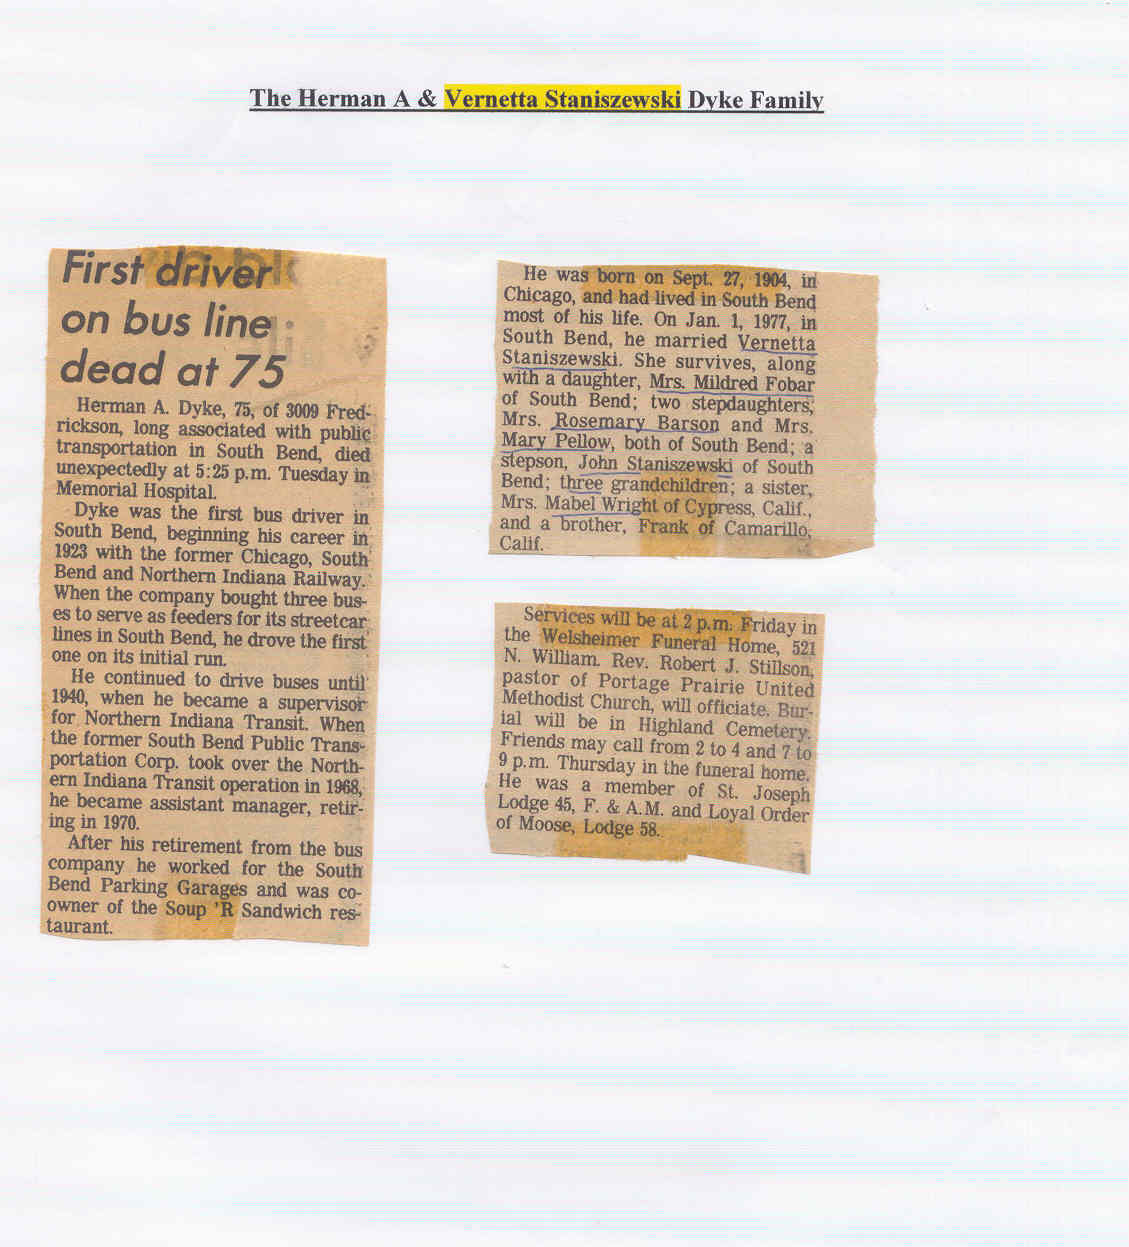 The Herman A & Vernetta Staniszewski Dyke Family
First driver
on bus line
dead at 75
Herman A. Dyke, 75, of 3009 Fred-
rickson, long associated with public
transportation in South Bend, died
unexpectedly at 5:25 p.m. Tuesday in
Memorial Hospital.
Dyke was the first bus driver in
South Bend, beginning his career in
1923 with the former Chicago, South
Bend and Northern Indiana Railway.
When the company bought three bus-
es to serve as feeders for its streetcar
lines in South Bend, he drove the first
one on its initial run.
He continued to drive buses until
1940, when he became a supervisor
for Northern Indiana Transit. When
the former South Bend Public Trans-
portation Corp. took over the North-
ern Indiana Transit operation in 1968,
he became assistant manager, retir-
ing in 1970.
After his retirement from the bus
company he worked for the South
Bend Parking Garages and was co-
owner of the Soup 'R Sandwich res-
taurant.
He was born on Sept. 27, 1904, in
Chicago, and had lived in South Bend
most of his life. On Jan. 1, 1977, in
South Bend, he married Vernetta
Staniszewski. She survives, along
with a daughter, Mrs. Mildred Fobar
of South Bend; two stepdaughters,
Mrs. Rosemary Barson and Mrs.
Mary Pellow, both of South Bend; a
stepson, John Staniszewski of South
Bend; three grandchildren; a sister,
Mrs. Mabel Wright of Cypress, Calif.,
and a brother, Frank of Camarillo,
Calif.
Services will be at 2 p.m. Friday in
the Welsheimer Funeral Home, 521
N. William. Rev. Robert J. Stillson,
pastor of Portage Prairie United
Methodist Church, will officiate. Bur-
ial will be in Highland Cemetery.
Friends may call from 2 to 4 and 7 to
9 p.m. Thursday in the funeral home.
He was a member of St. Joseph
Lodge 45, F. & A.M. and Loyal Order
of Moose, Lodge 58.